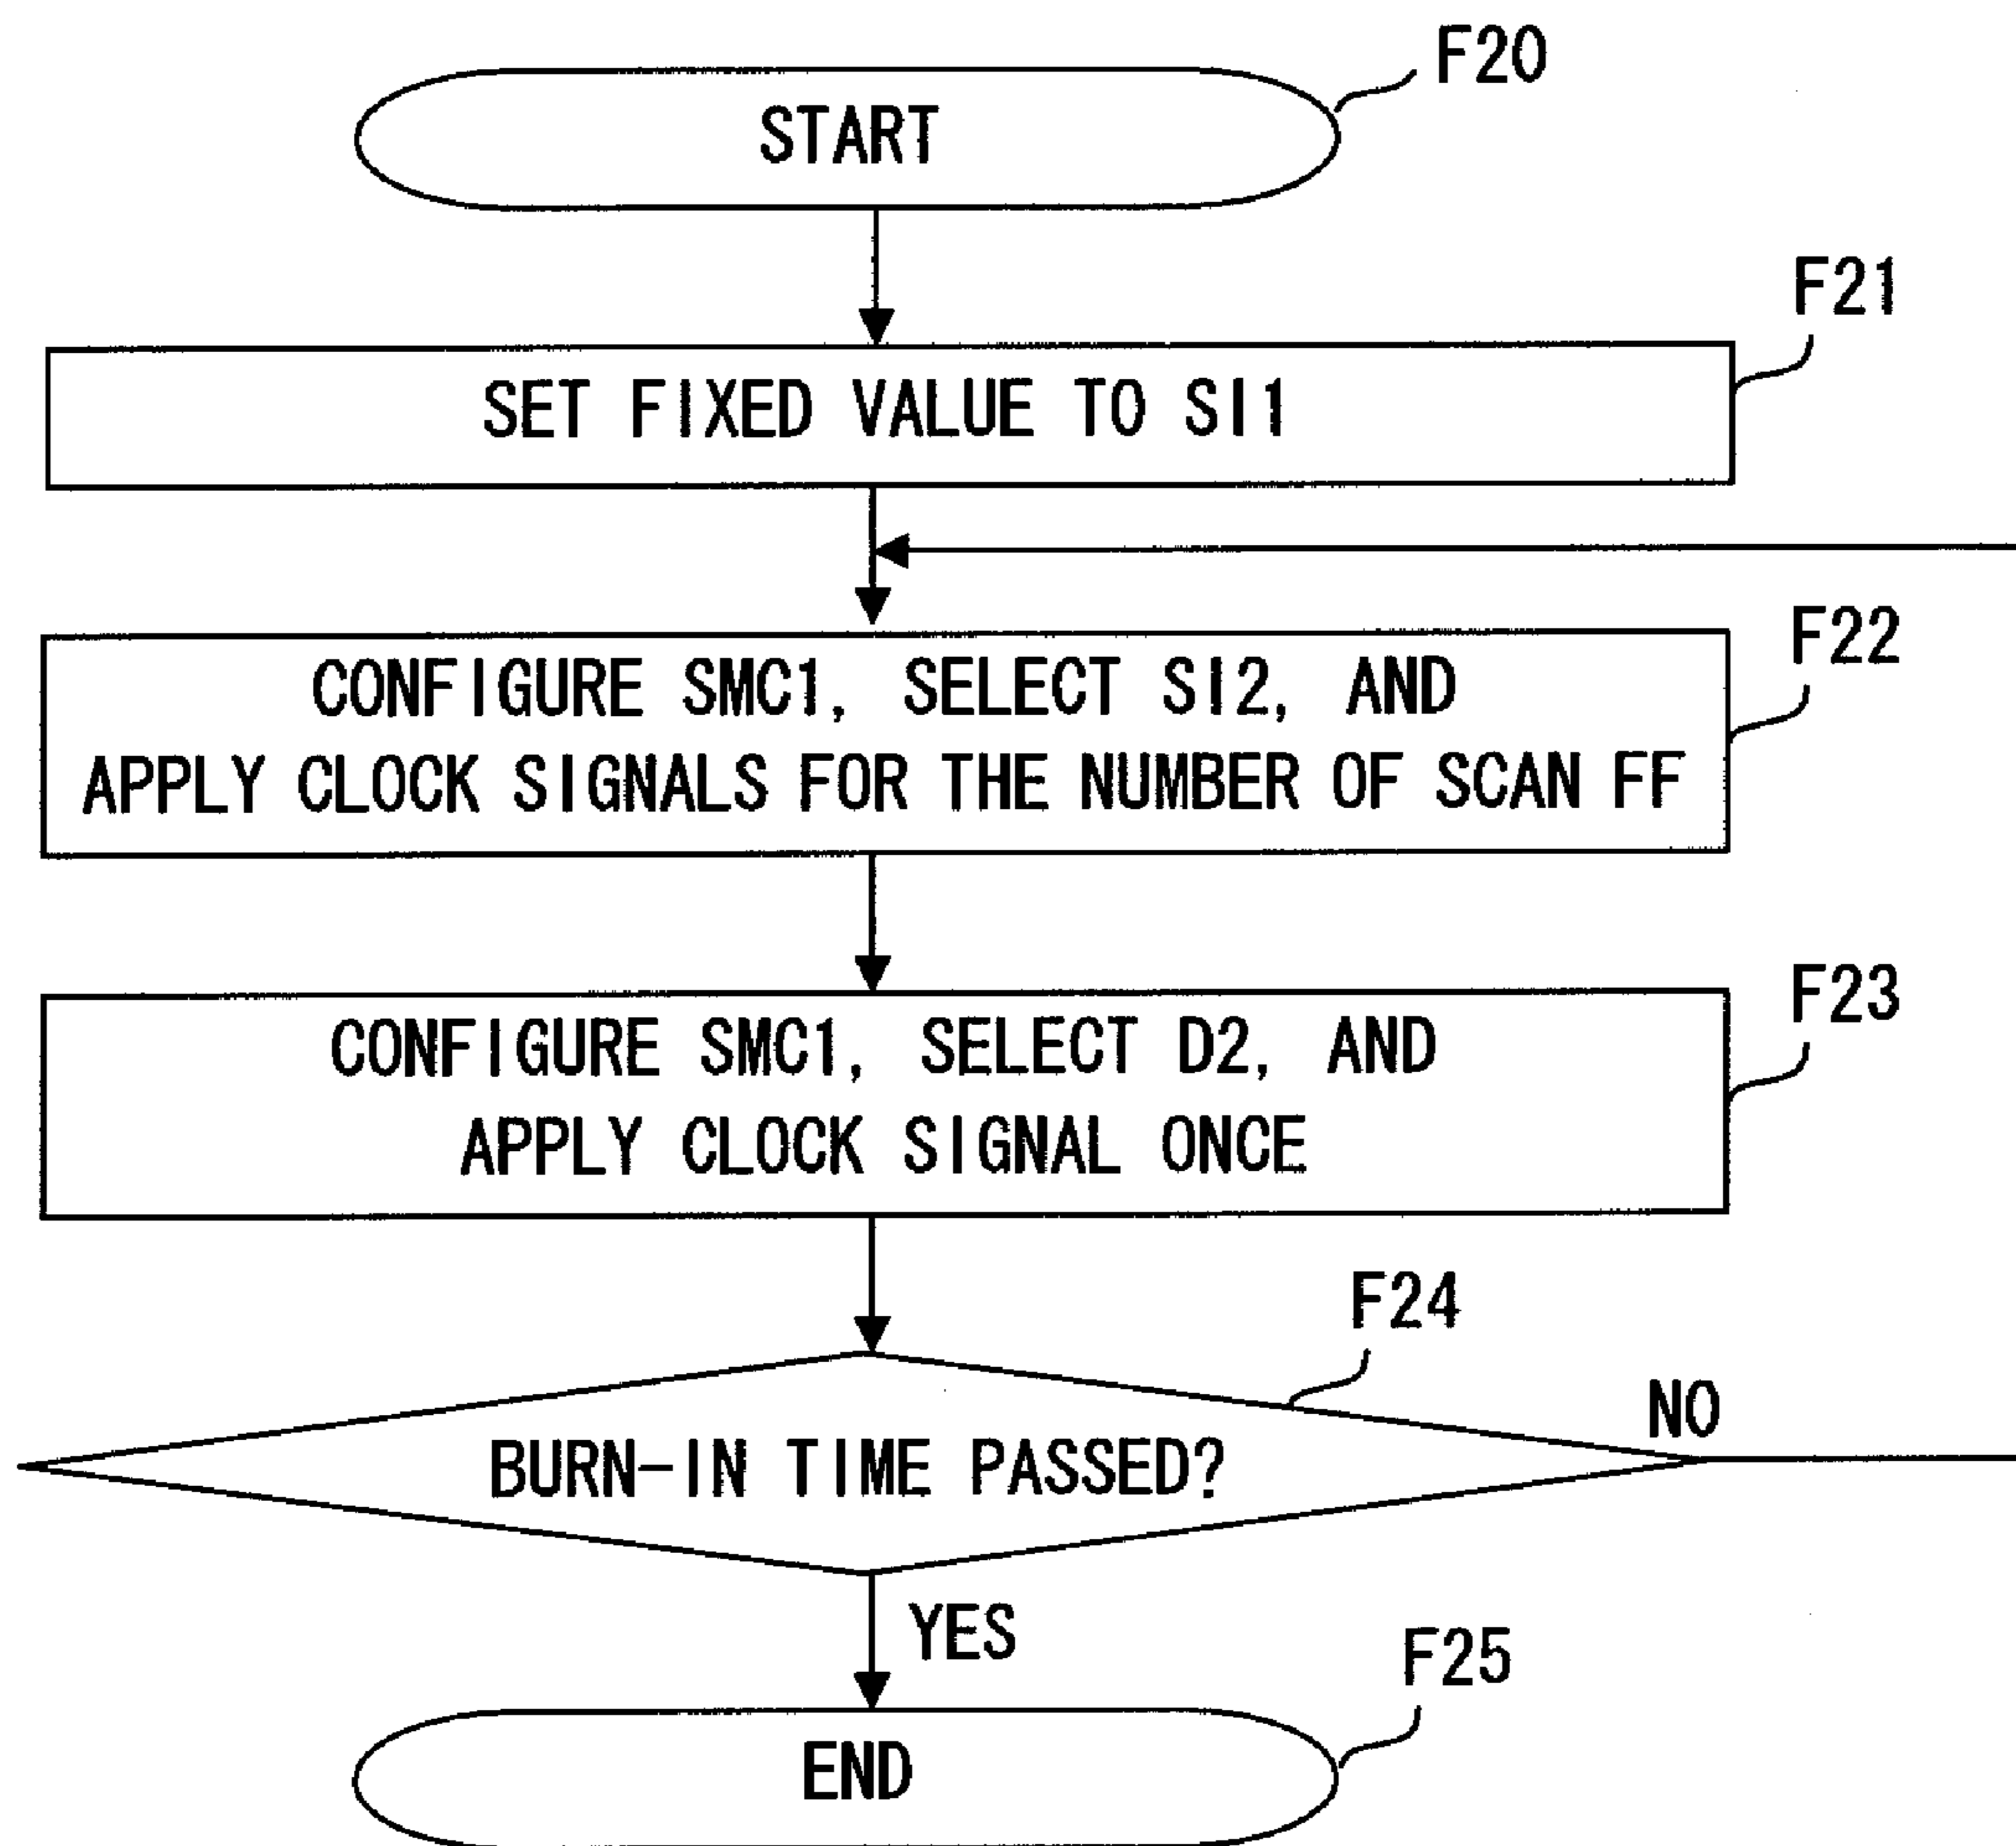 F20
START
F21
SET FIXED VALUE TO SI1
F22
CONFIGURE SMC1, SELECT SI2, AND
APPLY CLOCK SIGNALS FOR THE NUMBER OF SCAN FF
F23
CONFIGURE SMC1, SELECT D2, AND
APPLY CLOCK SIGNAL ONCE
F24
NO
BURN-IN TIME PASSED?
YES
F25
END